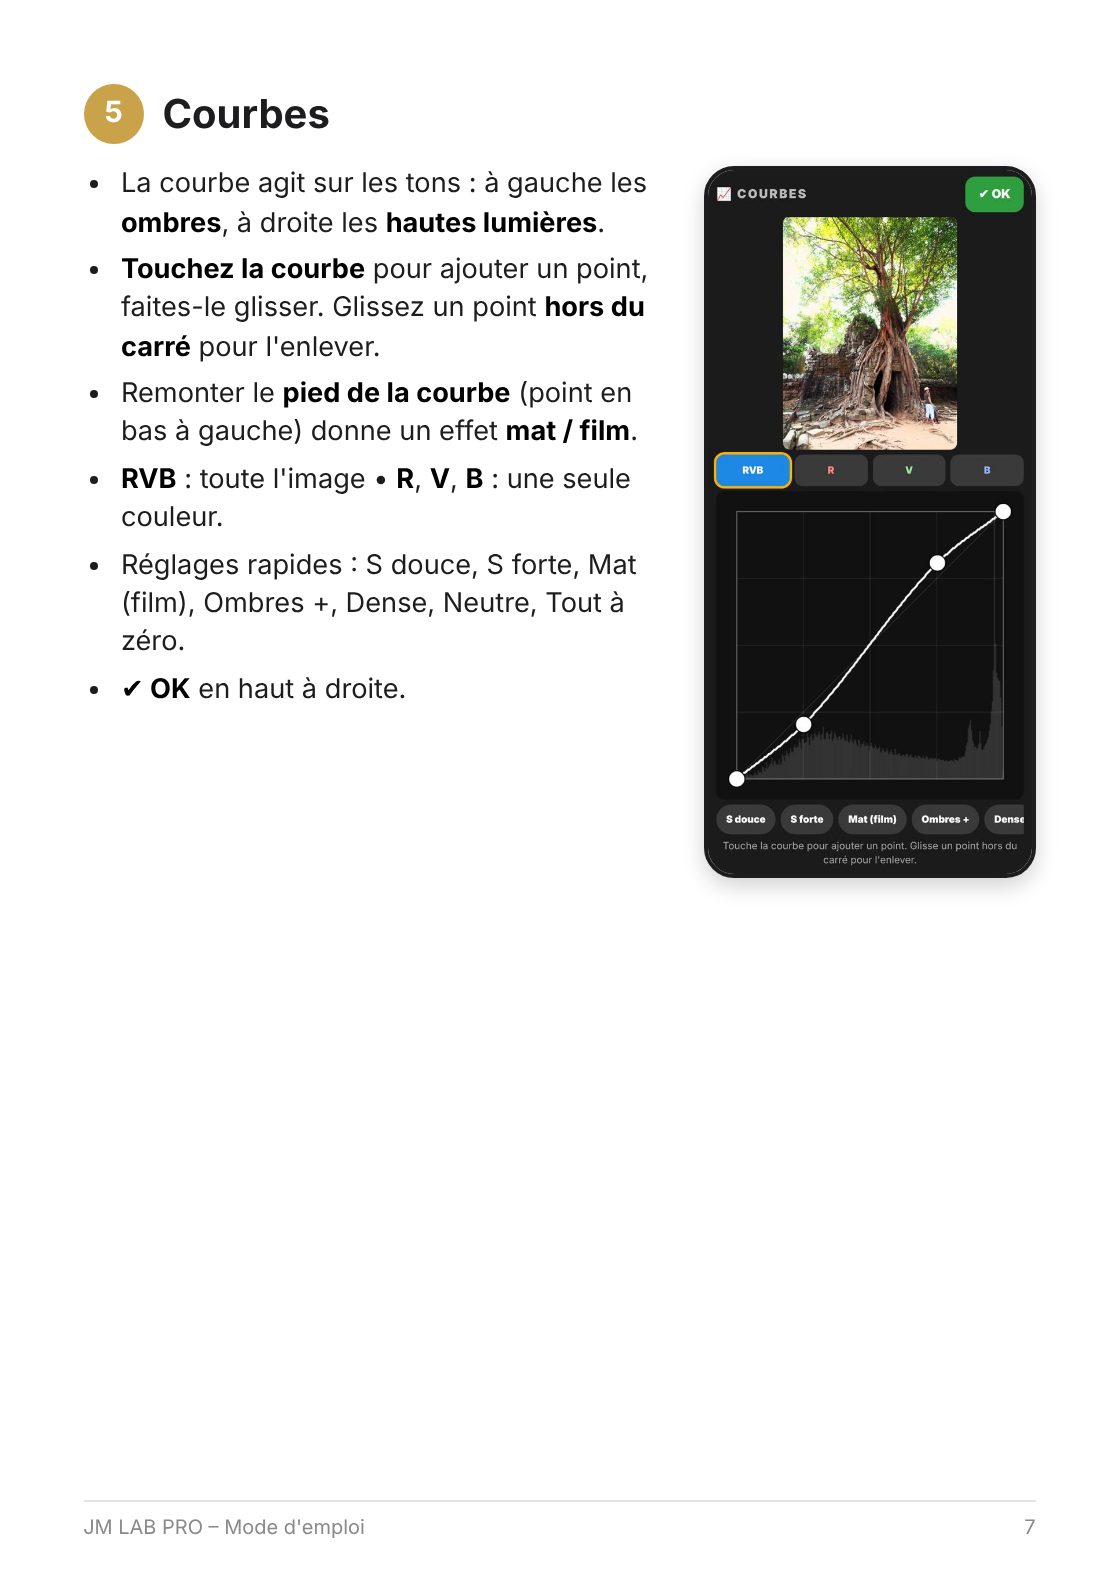 5 Courbes
• La courbe agit sur les tons : à gauche les
ombres, à droite les hautes lumières.
• Touchez la courbe pour ajouter un point,
faites-le glisser. Glissez un point hors du
carré pour l'enlever.
• Remonter le pied de la courbe (point en
bas à gauche) donne un effet mat / film.
• RVB : toute l'image • R, V, B : une seule
couleur.
• Réglages rapides : S douce, S forte, Mat
(film), Ombres +, Dense, Neutre, Tout à
zéro.
• ✔ OK en haut à droite.
📈 COURBES ✔ OK
RVB R V B
S douce S forte Mat (film) Ombres + Dense
Touche la courbe pour ajouter un point. Glisse un point hors du
carré pour l'enlever.
JM LAB PRO – Mode d'emploi 7